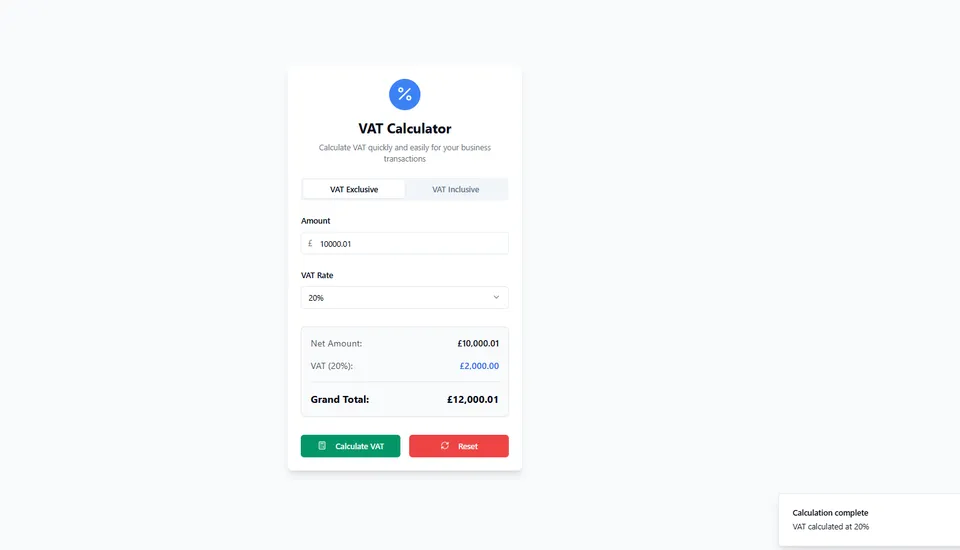 VAT Calculator
Calculate VAT quickly and easily for your business
transactions
VAT Exclusive VAT Inclusive
Amount
£ 10000.01
VAT Rate
20%
Net Amount: £10,000.01
VAT (20%): £2,000.00
Grand Total: £12,000.01
Calculate VAT Reset
Calculation complete
VAT calculated at 20%